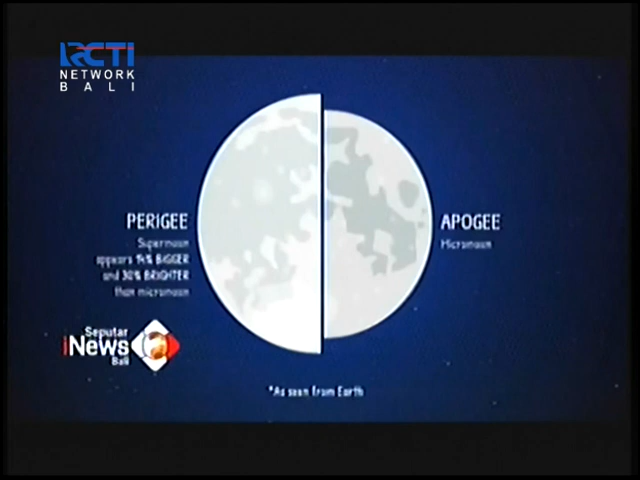 RCTI
NETWORK
BALI
PERIGEE
Supermoon
appears 14% BIGGER
and 30% BRIGHTER
than micromoon
APOGEE
Micromoon
Seputar
iNews
Bali
*As seen from Earth